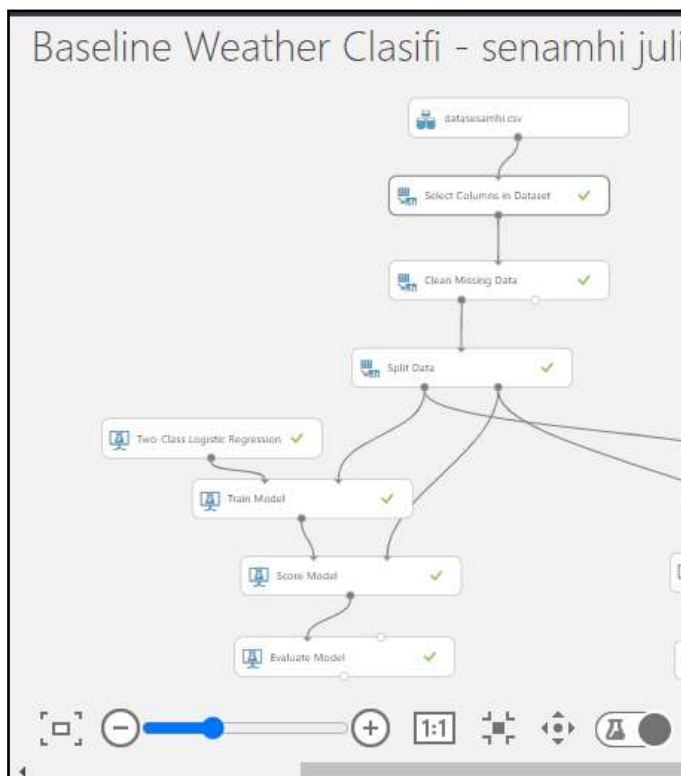 Baseline Weather Clasifi - senamhi juli
datasesamhi.csv
Select Columns in Dataset
Clean Missing Data
Split Data
Two-Class Logistic Regression
Train Model
Score Model
Evaluate Model
1:1